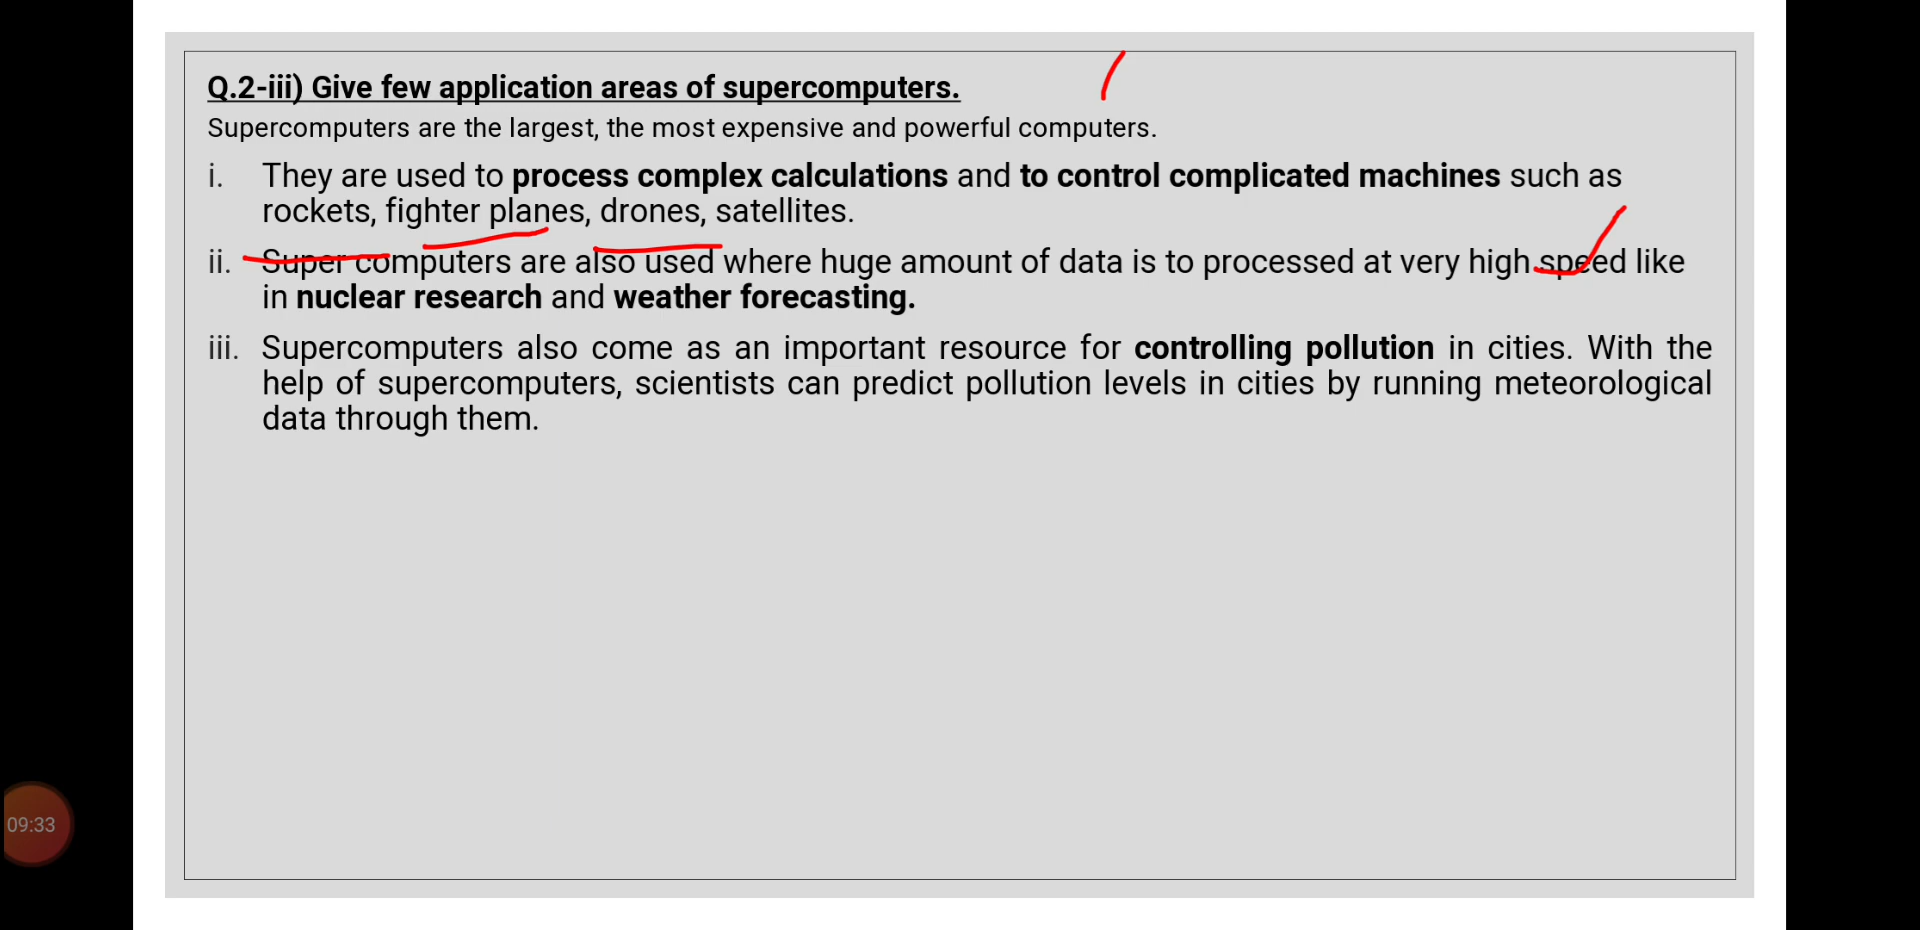 Q.2-iii) Give few application areas of supercomputers.
Supercomputers are the largest, the most expensive and powerful computers.
i. They are used to process complex calculations and to control complicated machines such as
rockets, fighter planes, drones, satellites.
ii. Super computers are also used where huge amount of data is to processed at very high speed like
in nuclear research and weather forecasting.
iii. Supercomputers also come as an important resource for controlling pollution in cities. With the
help of supercomputers, scientists can predict pollution levels in cities by running meteorological
data through them.
09:33